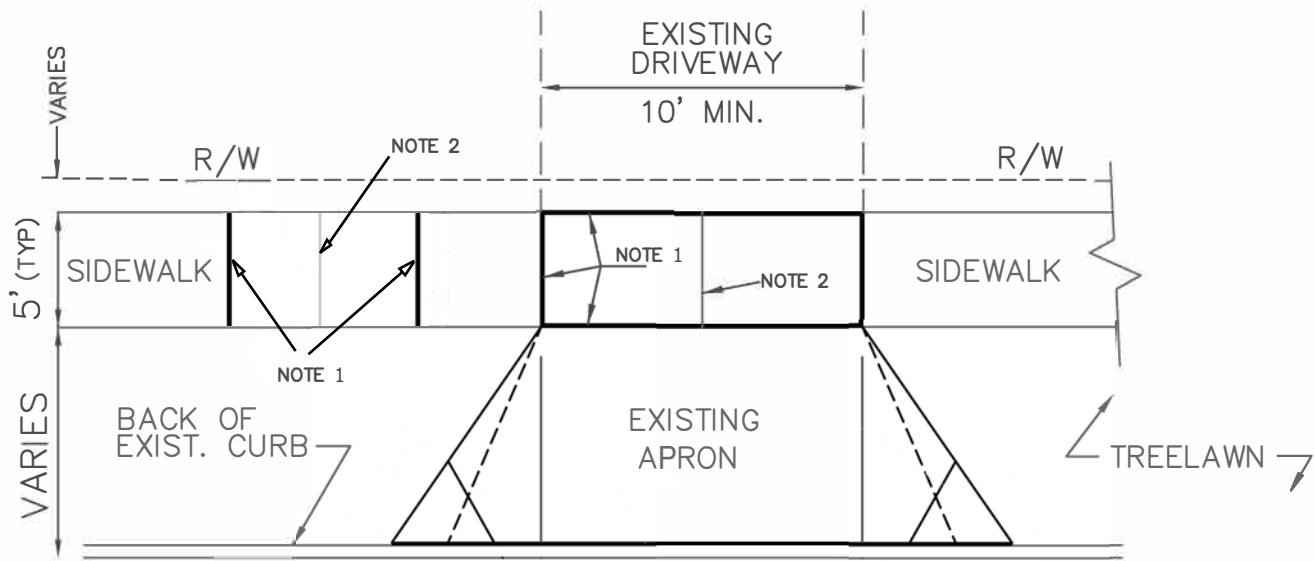 VARIES
EXISTING
DRIVEWAY
10' MIN.
R/W
NOTE 2
R/W
5' (TYP)
SIDEWALK
NOTE 1
NOTE 2
SIDEWALK
NOTE 1
VARIES
BACK OF
EXIST. CURB
EXISTING
APRON
TREELAWN